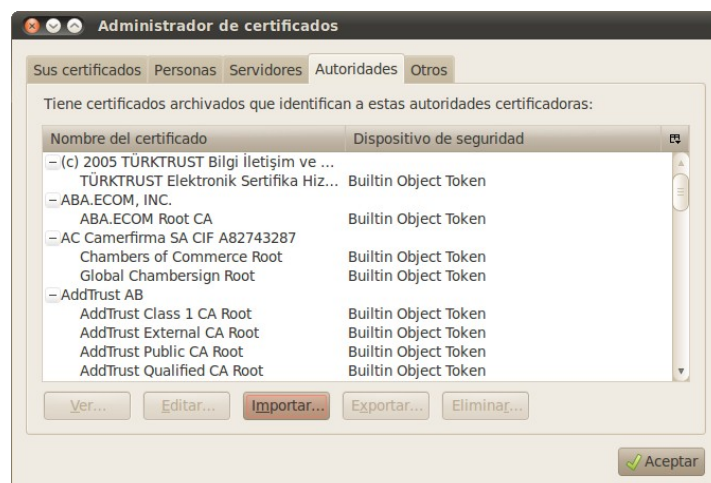 Administrador de certificados
Sus certificados Personas Servidores Autoridades Otros
Tiene certificados archivados que identifican a estas autoridades certificadoras:
Nombre del certificado Dispositivo de seguridad
(c) 2005 TÜRKTRUST Bilgi İletişim ve ...
TÜRKTRUST Elektronik Sertifika Hiz... Builtin Object Token
ABA.ECOM, INC.
ABA.ECOM Root CA Builtin Object Token
AC Camerfirma SA CIF A82743287
Chambers of Commerce Root Builtin Object Token
Global Chambersign Root Builtin Object Token
AddTrust AB
AddTrust Class 1 CA Root Builtin Object Token
AddTrust External CA Root Builtin Object Token
AddTrust Public CA Root Builtin Object Token
AddTrust Qualified CA Root Builtin Object Token
Ver... Editar... Importar... Exportar... Eliminar...
Aceptar